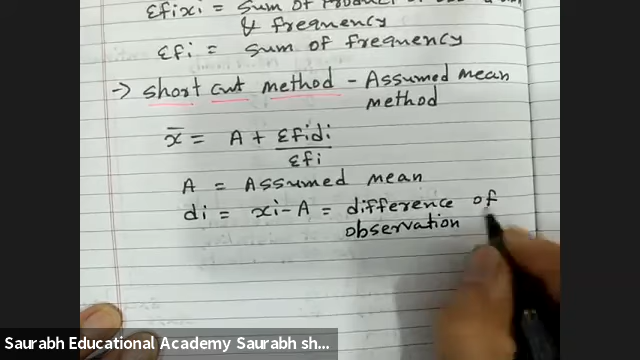 Σfixi = sum of product of
& frequency
Σfi = sum of frequency
→ short cut method - Assumed mean
method
x̄ = A + Σfidi
Σfi
A = Assumed mean
di = xi-A = difference of
observation
Saurabh Educational Academy Saurabh sh...